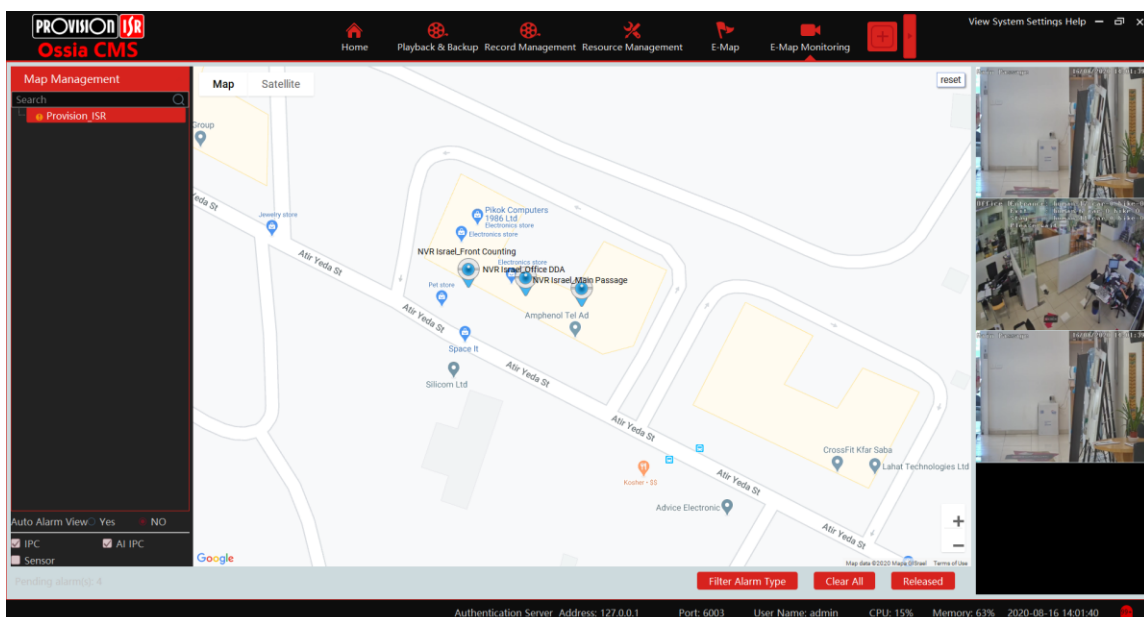 PROVISION ISR
Ossia CMS
Home
Playback & Backup
Record Management
Resource Management
E-Map
E-Map Monitoring
View System Settings Help
Map Management
Search
Provision_ISR
Auto Alarm View
Yes
NO
IPC
AI IPC
Sensor
Pending alarm(s): 4
Map
Satellite
reset
Group
Atir Yeda St
Jewelry store
Pikok Computers
1986 Ltd
Electronics store
Electronics store
NVR Israel_Front Counting
Electronics store
NVR Israel_Office DDA
NVR Israel_Main Passage
Pet store
Amphenol Tel Ad
Atir Yeda St
Space It
Silicom Ltd
Atir Yeda St
Atir Yeda St
CrossFit Kfar Saba
Lahat Technologies Ltd
Kosher • $$
Atir Yeda St
Advice Electronic
Atir Yeda St
Google
Map data ©2020 Mapa GISrael
Terms of Use
Filter Alarm Type
Clear All
Released
Authentication Server Address: 127.0.0.1
Port: 6003
User Name: admin
CPU: 15%
Memory: 63%
2020-08-16 14:01:40